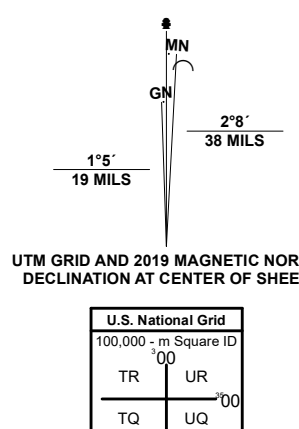 MN
GN
2°8´
38 MILS
1°5´
19 MILS
UTM GRID AND 2019 MAGNETIC NOR
DECLINATION AT CENTER OF SHEE
U.S. National Grid
100,000 - m Square ID
³00
TR UR
³⁵00
TQ UQ